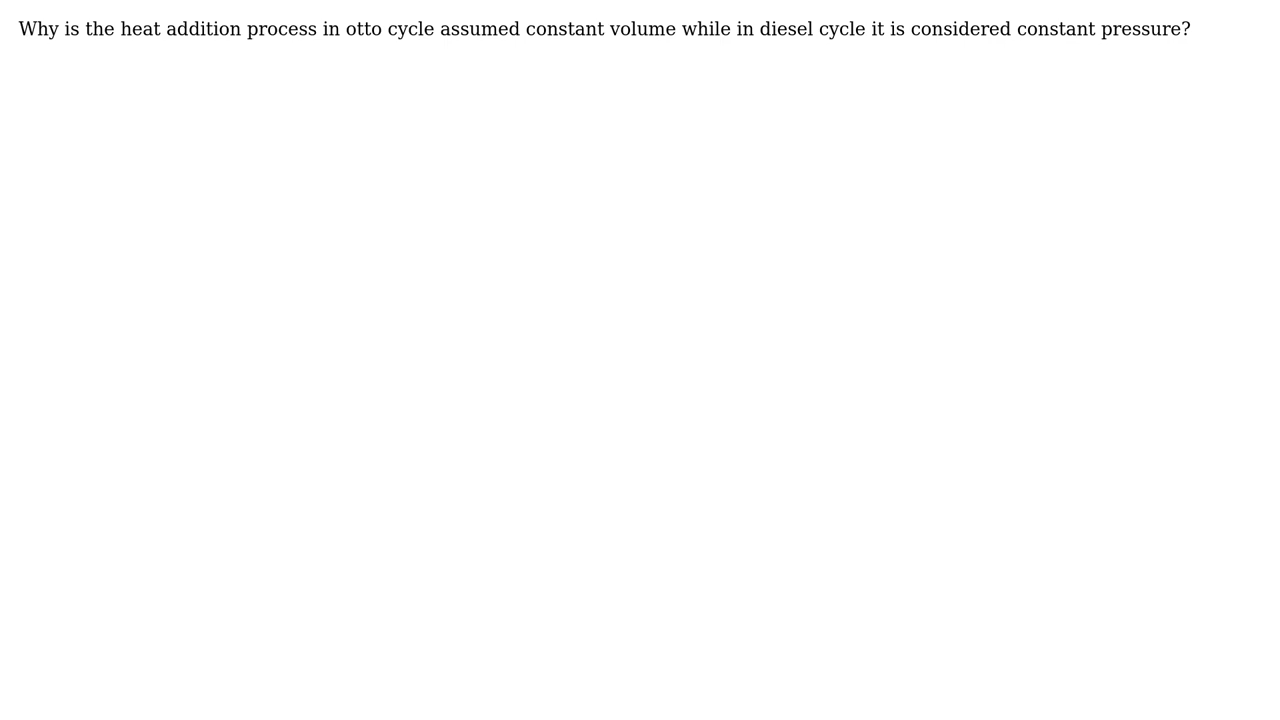 Why is the heat addition process in otto cycle assumed constant volume while in diesel cycle it is considered constant pressure?